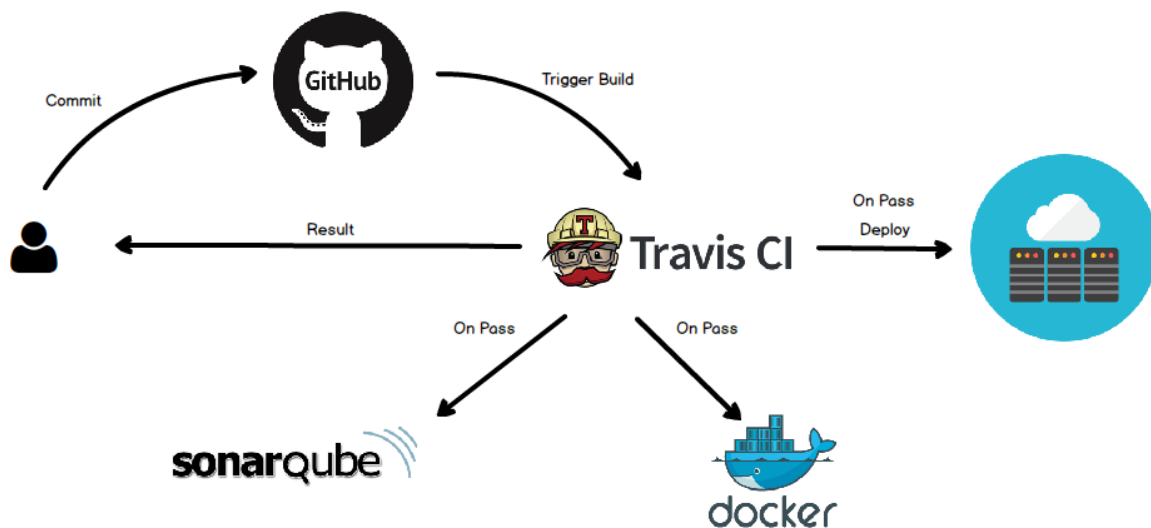 GitHub
Commit
Trigger Build
On Pass
Deploy
Result
T
Travis CI
On Pass
On Pass
sonarqube
docker